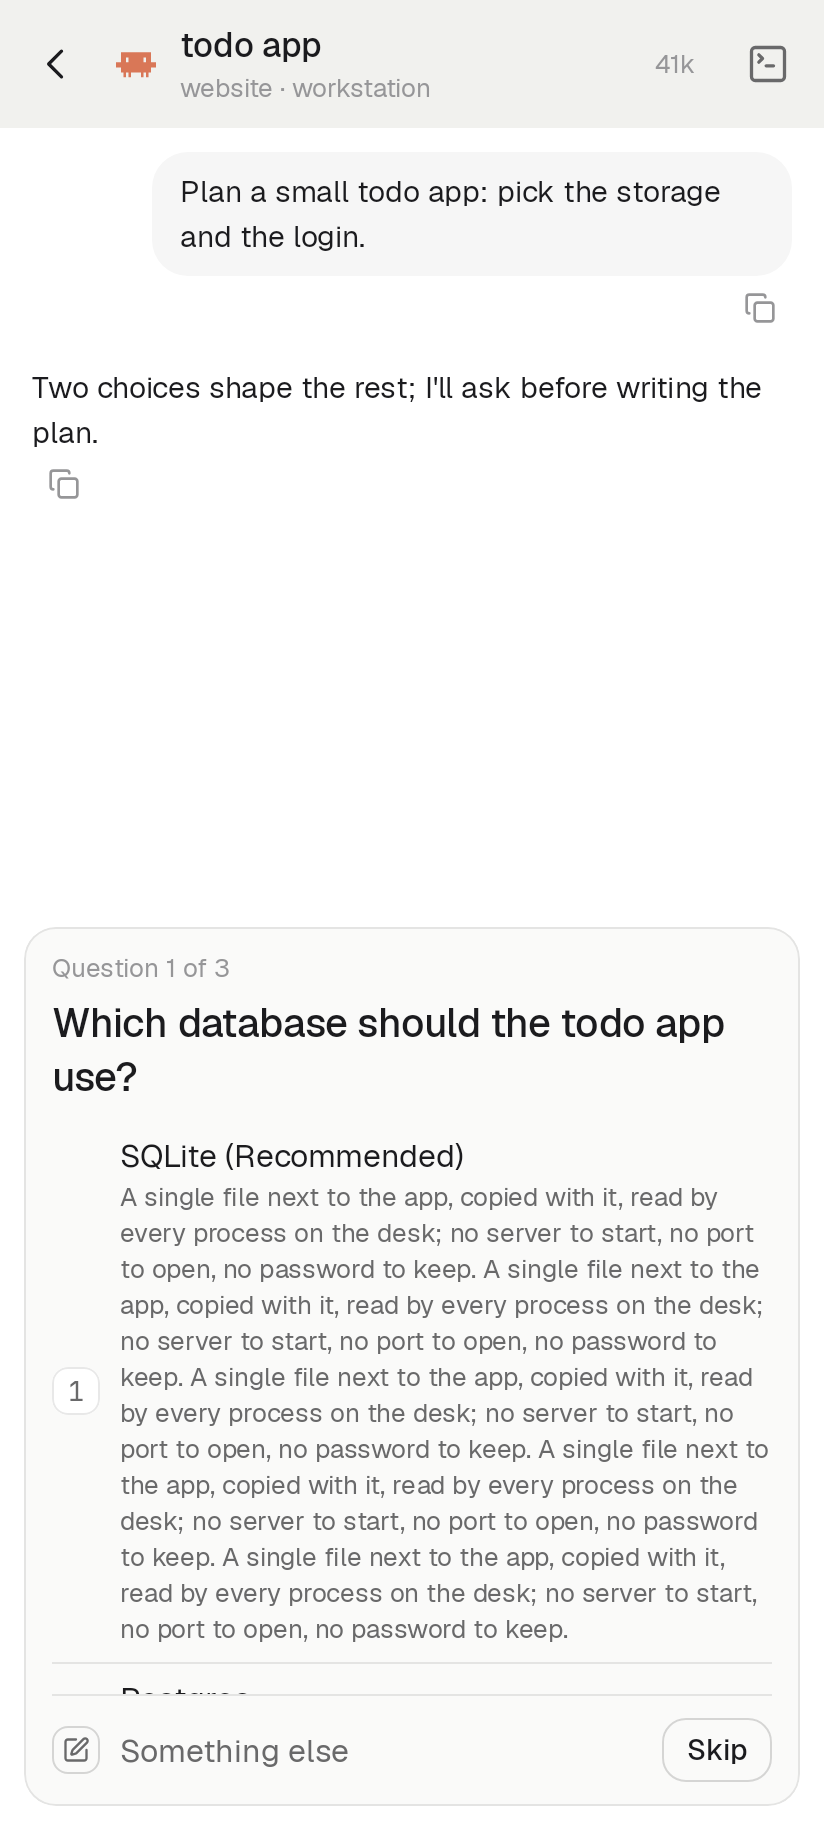 todo app
website · workstation
41k
Plan a small todo app: pick the storage
and the login.
Two choices shape the rest; I'll ask before writing the
plan.
Question 1 of 3
Which database should the todo app
use?
SQLite (Recommended)
A single file next to the app, copied with it, read by
every process on the desk; no server to start, no port
to open, no password to keep. A single file next to the
app, copied with it, read by every process on the desk;
no server to start, no port to open, no password to
keep. A single file next to the app, copied with it, read
1
by every process on the desk; no server to start, no
port to open, no password to keep. A single file next to
the app, copied with it, read by every process on the
desk; no server to start, no port to open, no password
to keep. A single file next to the app, copied with it,
read by every process on the desk; no server to start,
no port to open, no password to keep.
Something else
Skip